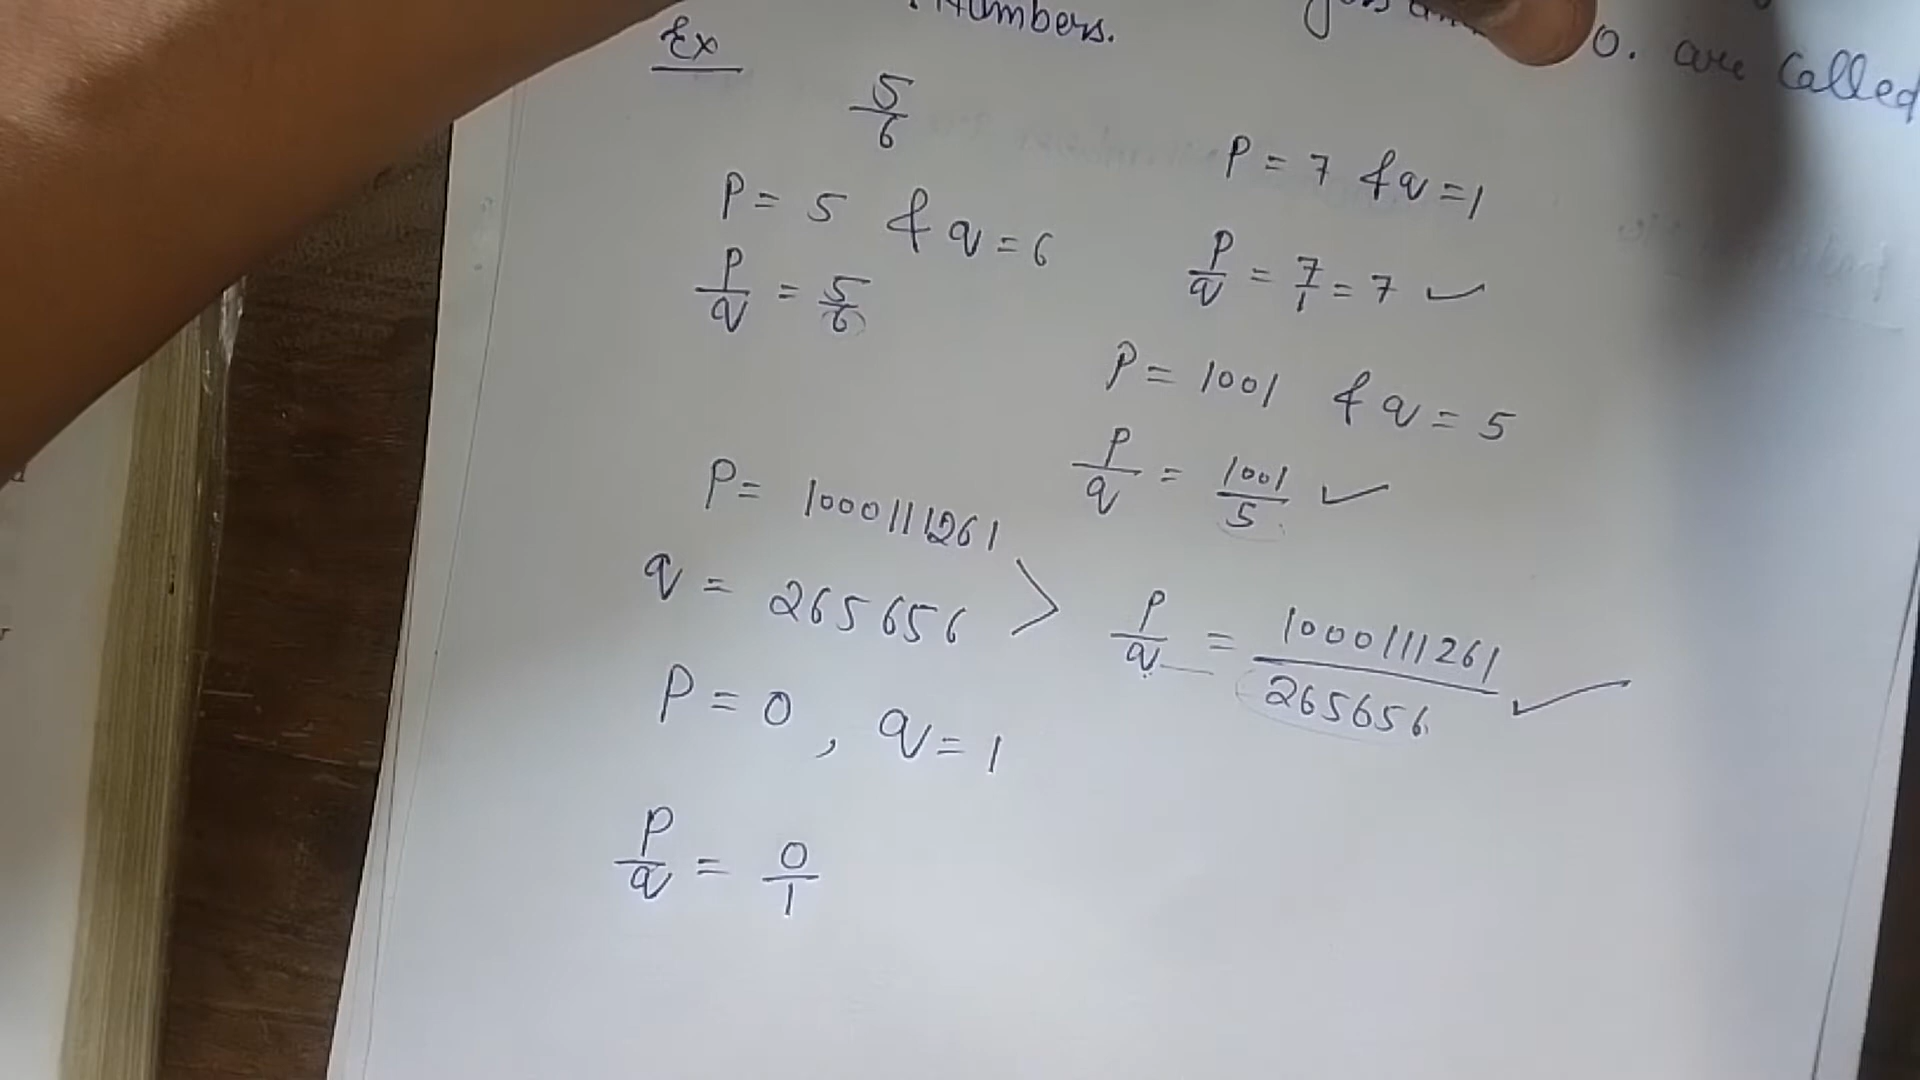 Numbers.
0. are called
Ex
5/6
P = 5 & q = 6
P/q = 5/6
P = 7 & q = 1
P/q = 7/1 = 7 ✓
P = 1001 & q = 5
P/q = 1001/5 ✓
P = 1000111261
q = 265656
> P/q = 1000111261/265656 ✓
P = 0, q = 1
P/q = 0/1